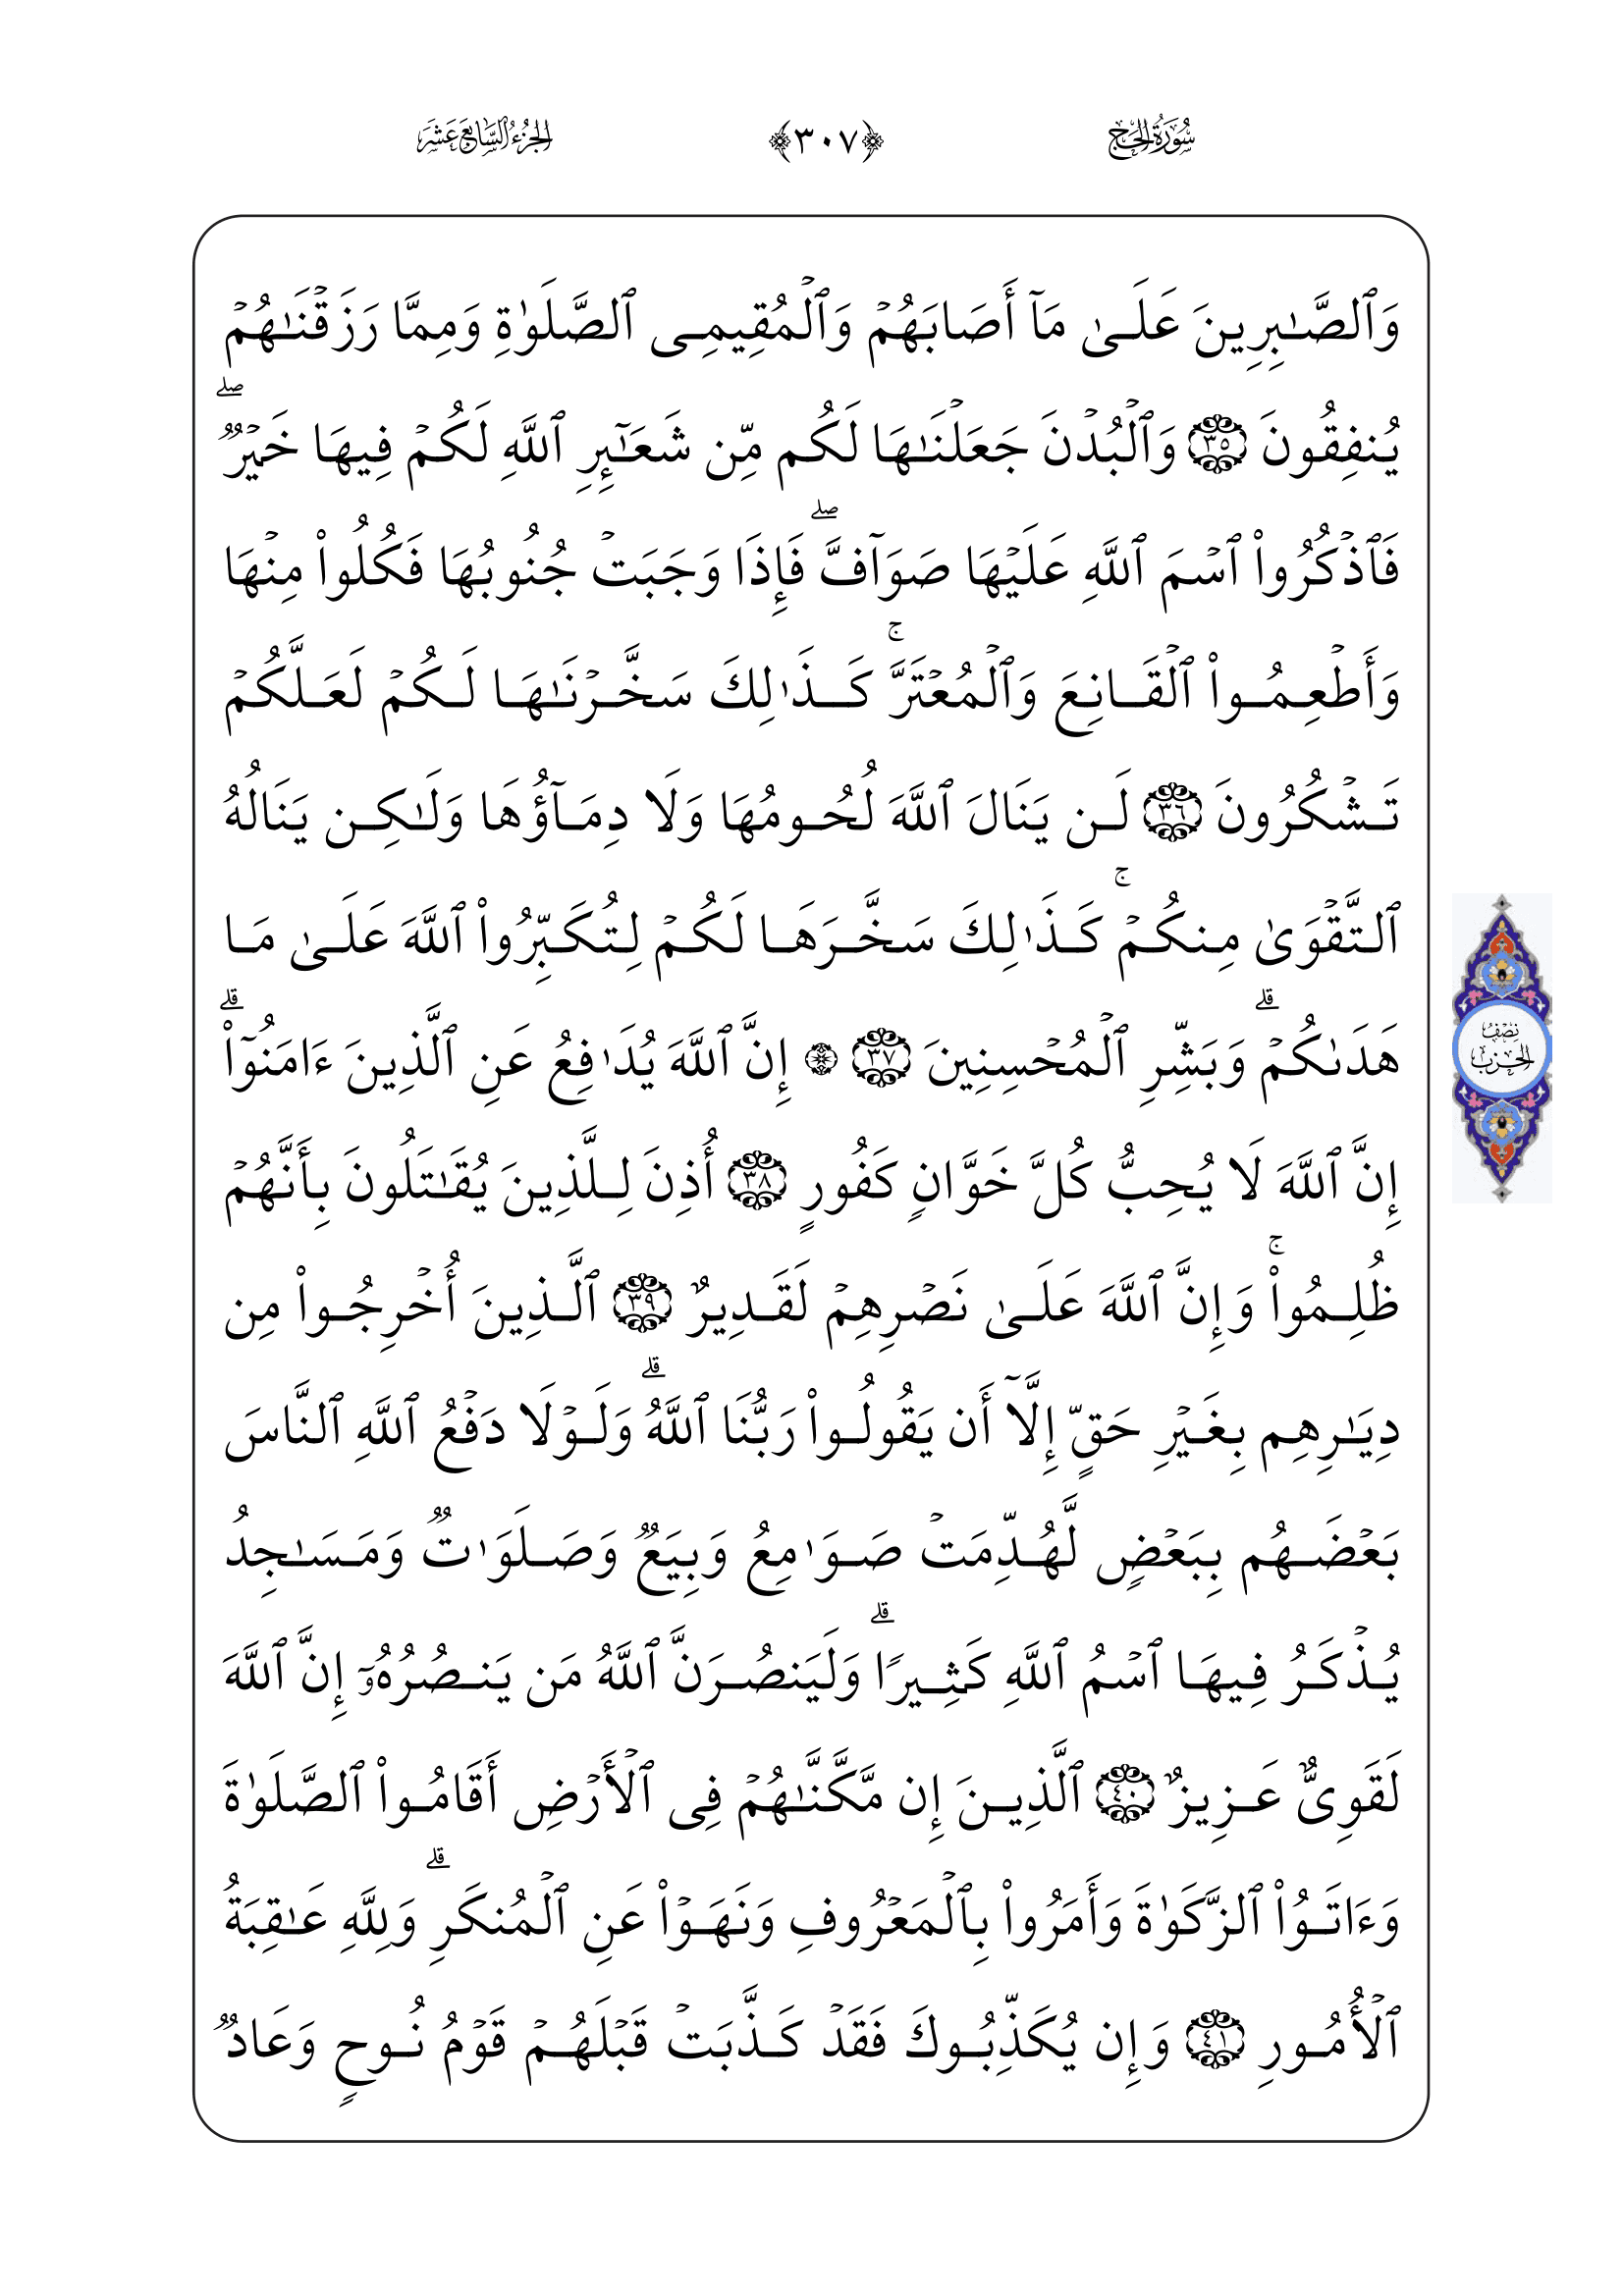 سُورَةُ الحَجّ
﴿٣٠٧﴾
الجُزْءُ السَّابِعَ عَشَرَ
وَٱلصَّـٰبِرِينَ عَلَىٰ مَآ أَصَابَهُمْ وَٱلْمُقِيمِى ٱلصَّلَوٰةِ وَمِمَّا رَزَقْنَـٰهُمْ
يُنفِقُونَ ٣٥ وَٱلْبُدْنَ جَعَلْنَـٰهَا لَكُم مِّن شَعَـٰٓئِرِ ٱللَّهِ لَكُمْ فِيهَا خَيْرٌ ۖ
فَٱذْكُرُوا۟ ٱسْمَ ٱللَّهِ عَلَيْهَا صَوَآفَّ ۖ فَإِذَا وَجَبَتْ جُنُوبُهَا فَكُلُوا۟ مِنْهَا
وَأَطْعِمُوا۟ ٱلْقَانِعَ وَٱلْمُعْتَرَّ ۚ كَذَٰلِكَ سَخَّرْنَـٰهَا لَكُمْ لَعَلَّكُمْ
تَشْكُرُونَ ٣٦ لَن يَنَالَ ٱللَّهَ لُحُومُهَا وَلَا دِمَآؤُهَا وَلَـٰكِن يَنَالُهُ
ٱلتَّقْوَىٰ مِنكُمْ ۚ كَذَٰلِكَ سَخَّرَهَا لَكُمْ لِتُكَبِّرُوا۟ ٱللَّهَ عَلَىٰ مَا
هَدَىٰكُمْ ۗ وَبَشِّرِ ٱلْمُحْسِنِينَ ٣٧ ۞ إِنَّ ٱللَّهَ يُدَٰفِعُ عَنِ ٱلَّذِينَ ءَامَنُوٓا۟ ۗ
نِصْفُ
الحِزْب
إِنَّ ٱللَّهَ لَا يُحِبُّ كُلَّ خَوَّانٍ كَفُورٍ ٣٨ أُذِنَ لِلَّذِينَ يُقَـٰتَلُونَ بِأَنَّهُمْ
ظُلِمُوا۟ ۚ وَإِنَّ ٱللَّهَ عَلَىٰ نَصْرِهِمْ لَقَدِيرٌ ٣٩ ٱلَّذِينَ أُخْرِجُوا۟ مِن
دِيَـٰرِهِم بِغَيْرِ حَقٍّ إِلَّآ أَن يَقُولُوا۟ رَبُّنَا ٱللَّهُ ۗ وَلَوْلَا دَفْعُ ٱللَّهِ ٱلنَّاسَ
بَعْضَهُم بِبَعْضٍ لَّهُدِّمَتْ صَوَٰمِعُ وَبِيَعٌ وَصَلَوَٰتٌ وَمَسَـٰجِدُ
يُذْكَرُ فِيهَا ٱسْمُ ٱللَّهِ كَثِيرًا ۗ وَلَيَنصُرَنَّ ٱللَّهُ مَن يَنصُرُهُۥٓ إِنَّ ٱللَّهَ
لَقَوِىٌّ عَزِيزٌ ٤٠ ٱلَّذِينَ إِن مَّكَّنَّـٰهُمْ فِى ٱلْأَرْضِ أَقَامُوا۟ ٱلصَّلَوٰةَ
وَءَاتَوُا۟ ٱلزَّكَوٰةَ وَأَمَرُوا۟ بِٱلْمَعْرُوفِ وَنَهَوْا۟ عَنِ ٱلْمُنكَرِ ۗ وَلِلَّهِ عَـٰقِبَةُ
ٱلْأُمُورِ ٤١ وَإِن يُكَذِّبُوكَ فَقَدْ كَذَّبَتْ قَبْلَهُمْ قَوْمُ نُوحٍ وَعَادٌ